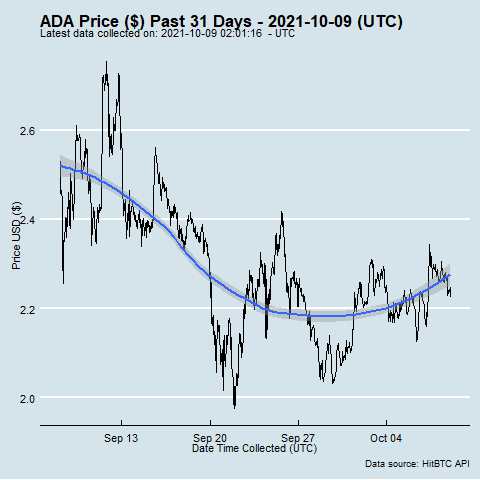 ADA Price ($) Past 31 Days - 2021-10-09 (UTC)
Latest data collected on: 2021-10-09 02:01:16 - UTC
Price USD ($)
2.6
2.4
2.2
2.0
Sep 13 Sep 20 Sep 27 Oct 04
Date Time Collected (UTC)
Data source: HitBTC API